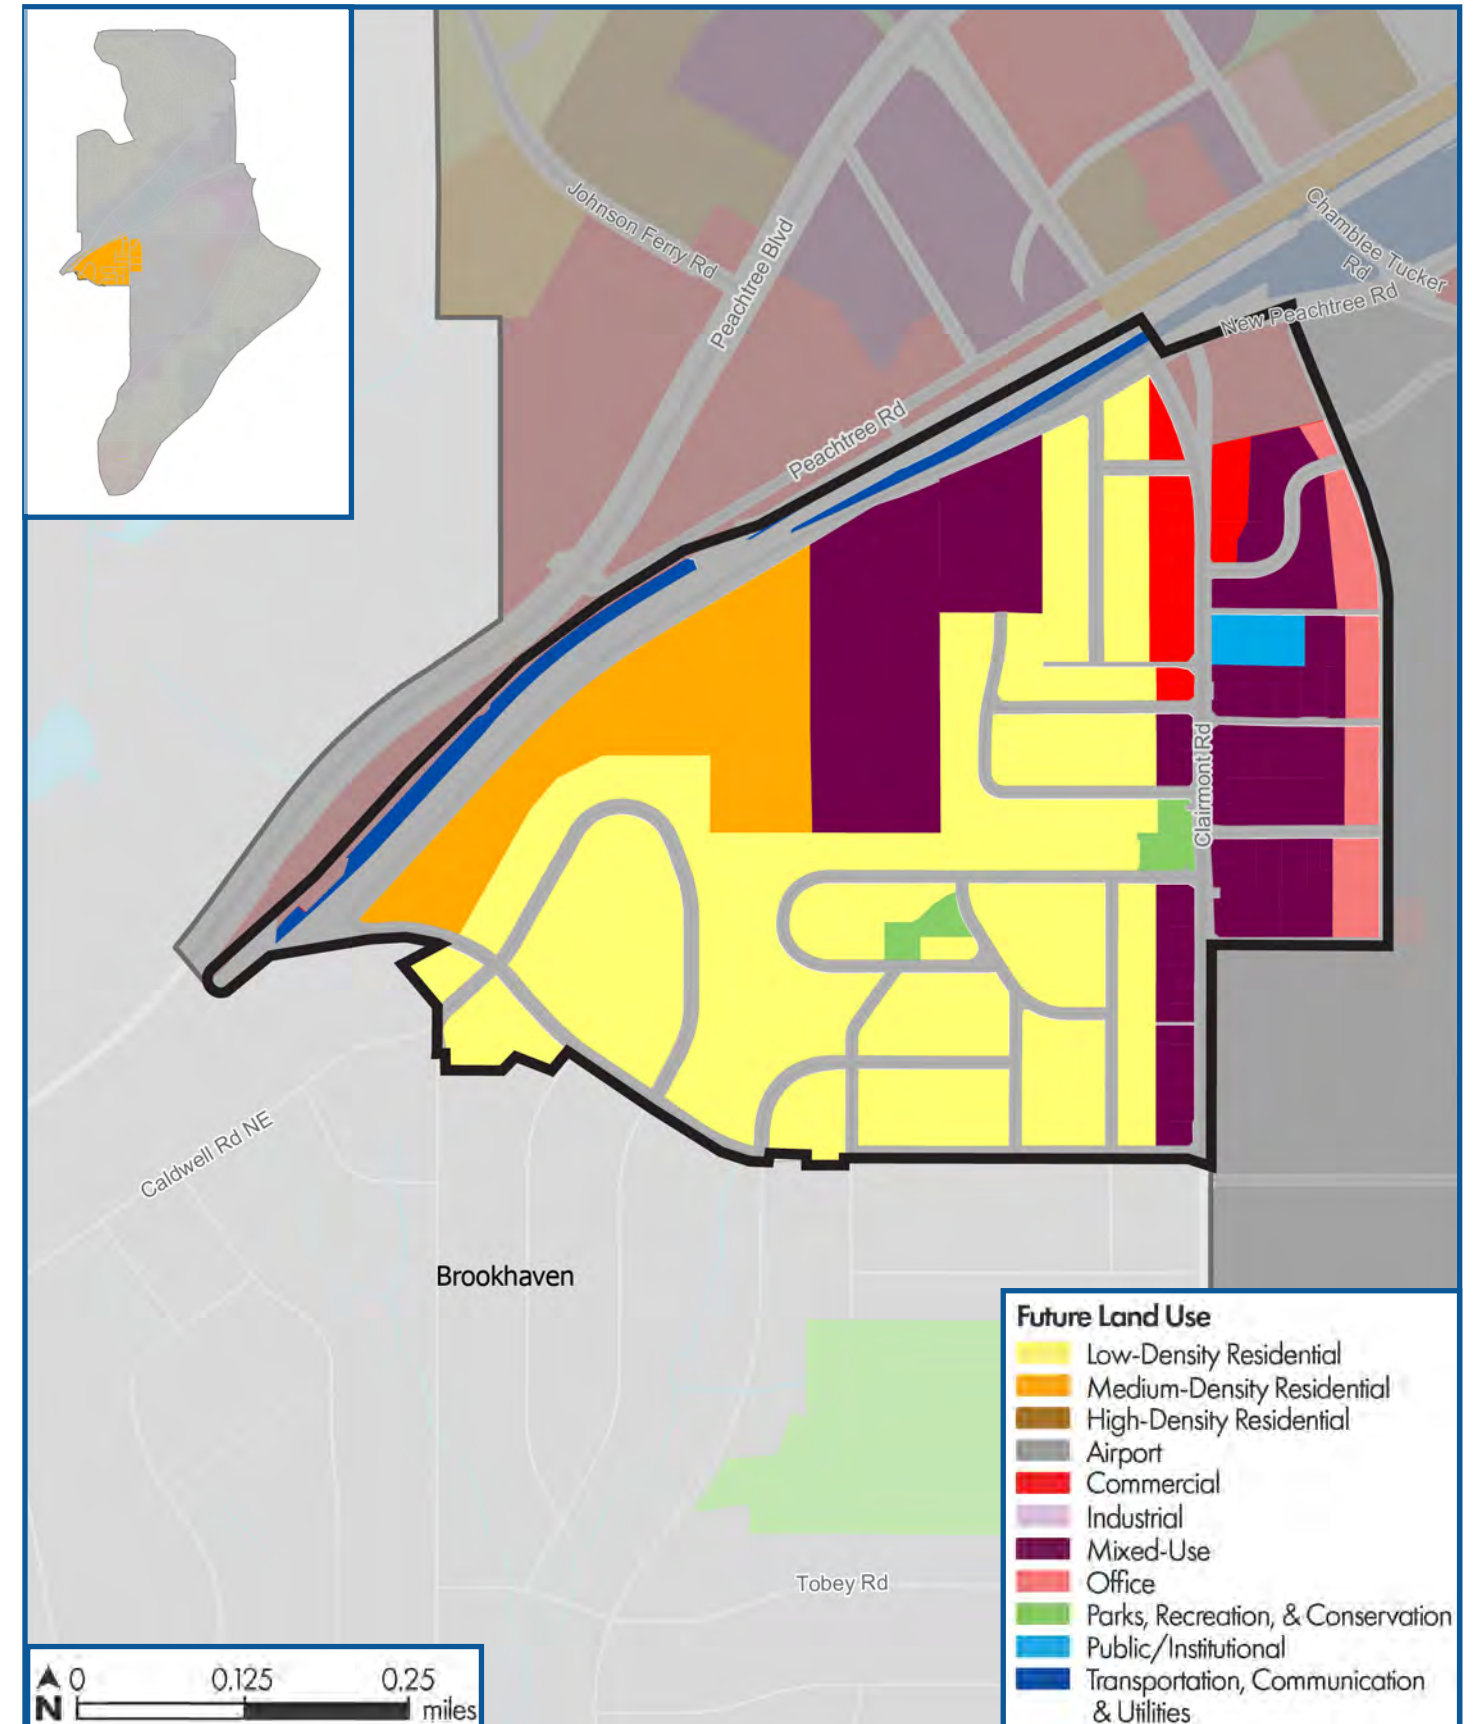 Johnson Ferry Rd
Peachtree Blvd
Chamblee Tucker
Rd
New Peachtree Rd
Peachtree Rd
Clairmont Rd
Caldwell Rd NE
Brookhaven
Tobey Rd
Future Land Use
Low-Density Residential
Medium-Density Residential
High-Density Residential
Airport
Commercial
Industrial
Mixed-Use
Office
Parks, Recreation, & Conservation
Public/Institutional
Transportation, Communication
& Utilities
0 0.125 0.25
N miles